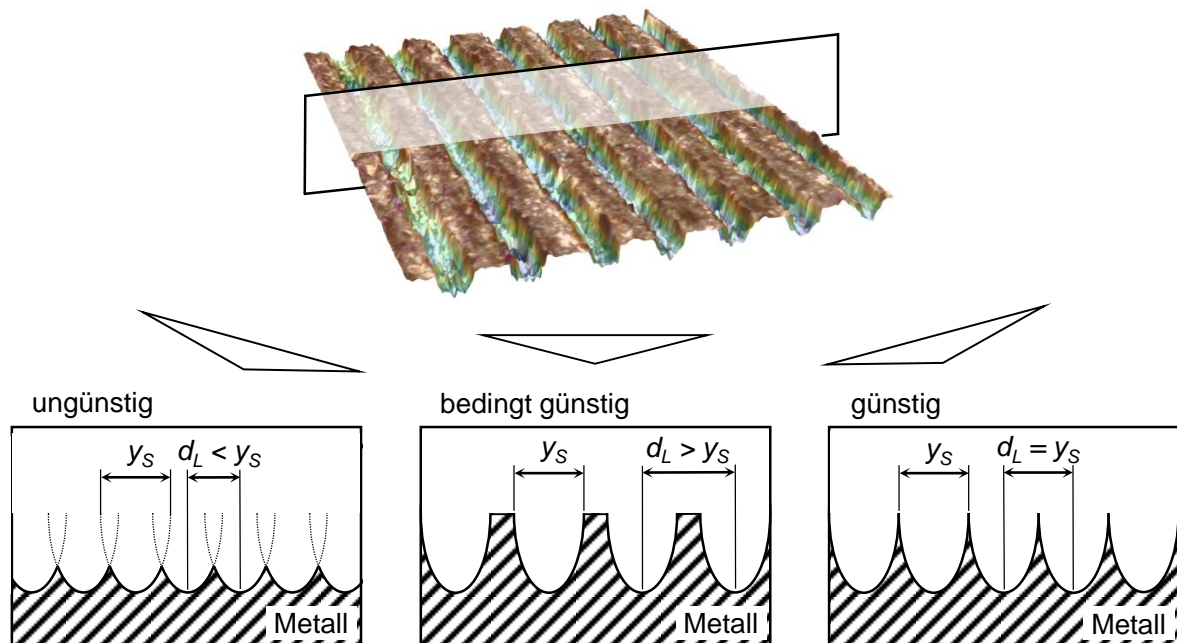 ungünstig
bedingt günstig
günstig
y_S d_L < y_S
y_S d_L > y_S
y_S d_L = y_S
Metall
Metall
Metall